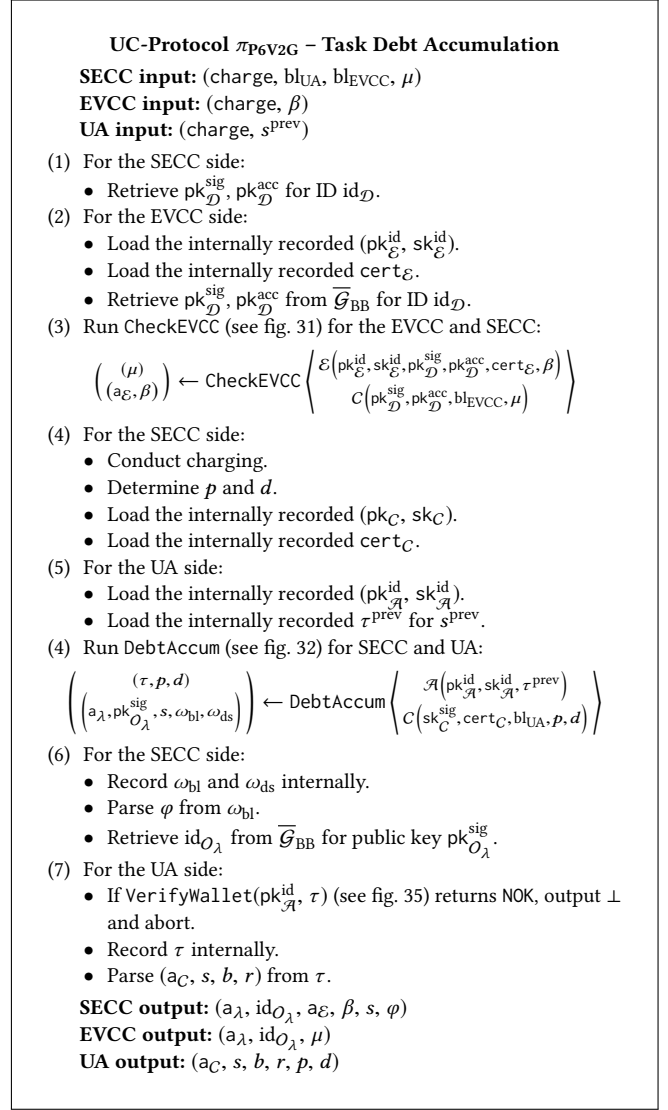 UC-Protocol π_P6V2G – Task Debt Accumulation
SECC input: (charge, bl_UA, bl_EVCC, μ)
EVCC input: (charge, β)
UA input: (charge, s^prev)
(1) For the SECC side:
• Retrieve pk_𝒟^sig, pk_𝒟^acc for ID id_𝒟.
(2) For the EVCC side:
• Load the internally recorded (pk_ℰ^id, sk_ℰ^id).
• Load the internally recorded cert_ℰ.
• Retrieve pk_𝒟^sig, pk_𝒟^acc from 𝒢̅_BB for ID id_𝒟.
(3) Run CheckEVCC (see fig. 31) for the EVCC and SECC:
( (μ) (a_ℰ, β) ) ← CheckEVCC ⟨ ℰ(pk_ℰ^id, sk_ℰ^id, pk_𝒟^sig, pk_𝒟^acc, cert_ℰ, β) 𝒞(pk_𝒟^sig, pk_𝒟^acc, bl_EVCC, μ) ⟩
(4) For the SECC side:
• Conduct charging.
• Determine p and d.
• Load the internally recorded (pk_𝒞, sk_𝒞).
• Load the internally recorded cert_𝒞.
(5) For the UA side:
• Load the internally recorded (pk_𝒜^id, sk_𝒜^id).
• Load the internally recorded τ^prev for s^prev.
(4) Run DebtAccum (see fig. 32) for SECC and UA:
( (τ, p, d) (a_λ, pk_𝒪_λ^sig, s, ω_bl, ω_ds) ) ← DebtAccum ⟨ 𝒜(pk_𝒜^id, sk_𝒜^id, τ^prev) 𝒞(sk_𝒞^sig, cert_𝒞, bl_UA, p, d) ⟩
(6) For the SECC side:
• Record ω_bl and ω_ds internally.
• Parse φ from ω_bl.
• Retrieve id_𝒪_λ from 𝒢̅_BB for public key pk_𝒪_λ^sig.
(7) For the UA side:
• If VerifyWallet(pk_𝒜^id, τ) (see fig. 35) returns NOK, output ⊥
and abort.
• Record τ internally.
• Parse (a_𝒞, s, b, r) from τ.
SECC output: (a_λ, id_𝒪_λ, a_ℰ, β, s, φ)
EVCC output: (a_λ, id_𝒪_λ, μ)
UA output: (a_𝒞, s, b, r, p, d)